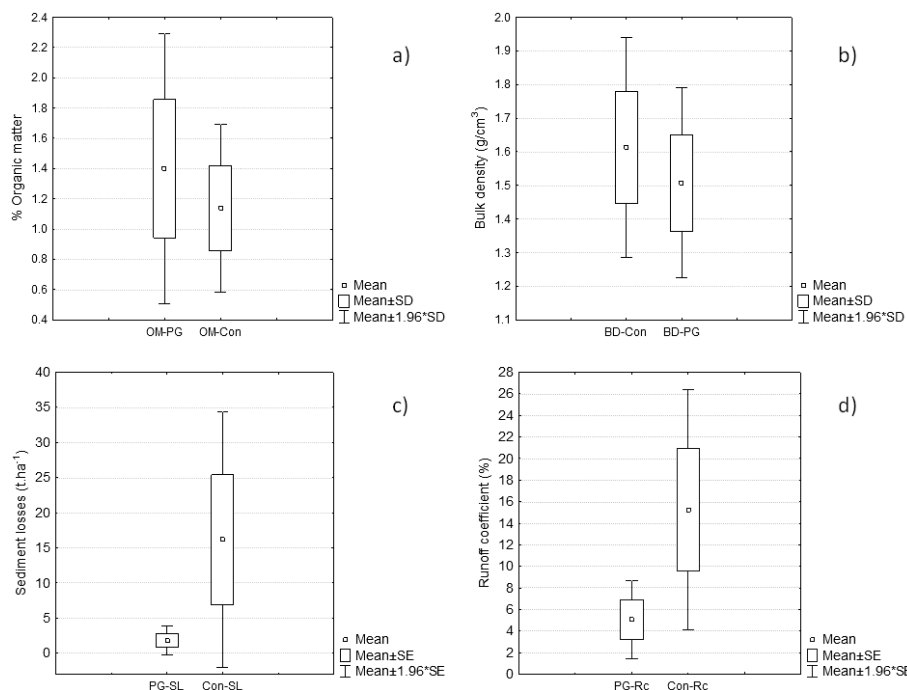 a)
% Organic matter
2.4
2.2
2.0
1.8
1.6
1.4
1.2
1.0
0.8
0.6
0.4
OM-PG OM-Con
Mean
Mean±SD
Mean±1.96*SD
b)
Bulk density (g/cm³)
2.0
1.9
1.8
1.7
1.6
1.5
1.4
1.3
1.2
1.1
BD-Con BD-PG
Mean
Mean±SD
Mean±1.96*SD
c)
Sediment losses (t.ha⁻¹)
40
35
30
25
20
15
10
5
0
PG-SL Con-SL
Mean
Mean±SE
Mean±1.96*SE
d)
Runoff coefficient (%)
28
26
24
22
20
18
16
14
12
10
8
6
4
2
0
PG-Rc Con-Rc
Mean
Mean±SE
Mean±1.96*SE